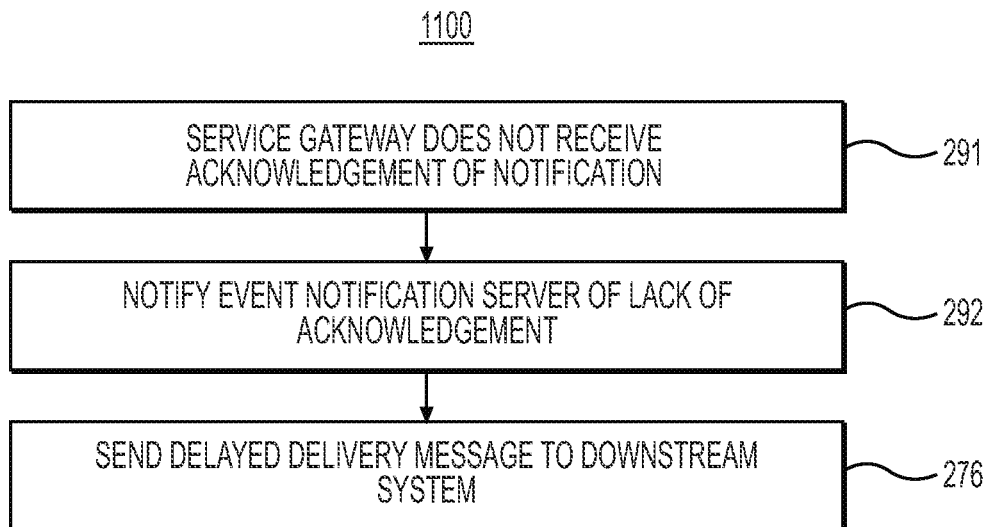 1100
SERVICE GATEWAY DOES NOT RECEIVE
ACKNOWLEDGEMENT OF NOTIFICATION
291
NOTIFY EVENT NOTIFICATION SERVER OF LACK OF
ACKNOWLEDGEMENT
292
SEND DELAYED DELIVERY MESSAGE TO DOWNSTREAM
SYSTEM
276